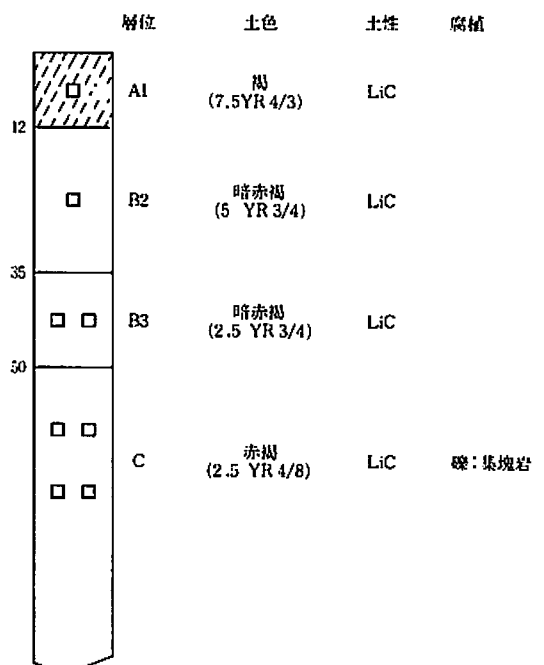 層位 土色 土性 腐植
A1 褐 LiC
(7.5YR 4/3)
12
B2 暗赤褐 LiC
(5 YR 3/4)
35
B3 暗赤褐 LiC
(2.5 YR 3/4)
50
C 赤褐 LiC 礫:集塊岩
(2.5 YR 4/8)